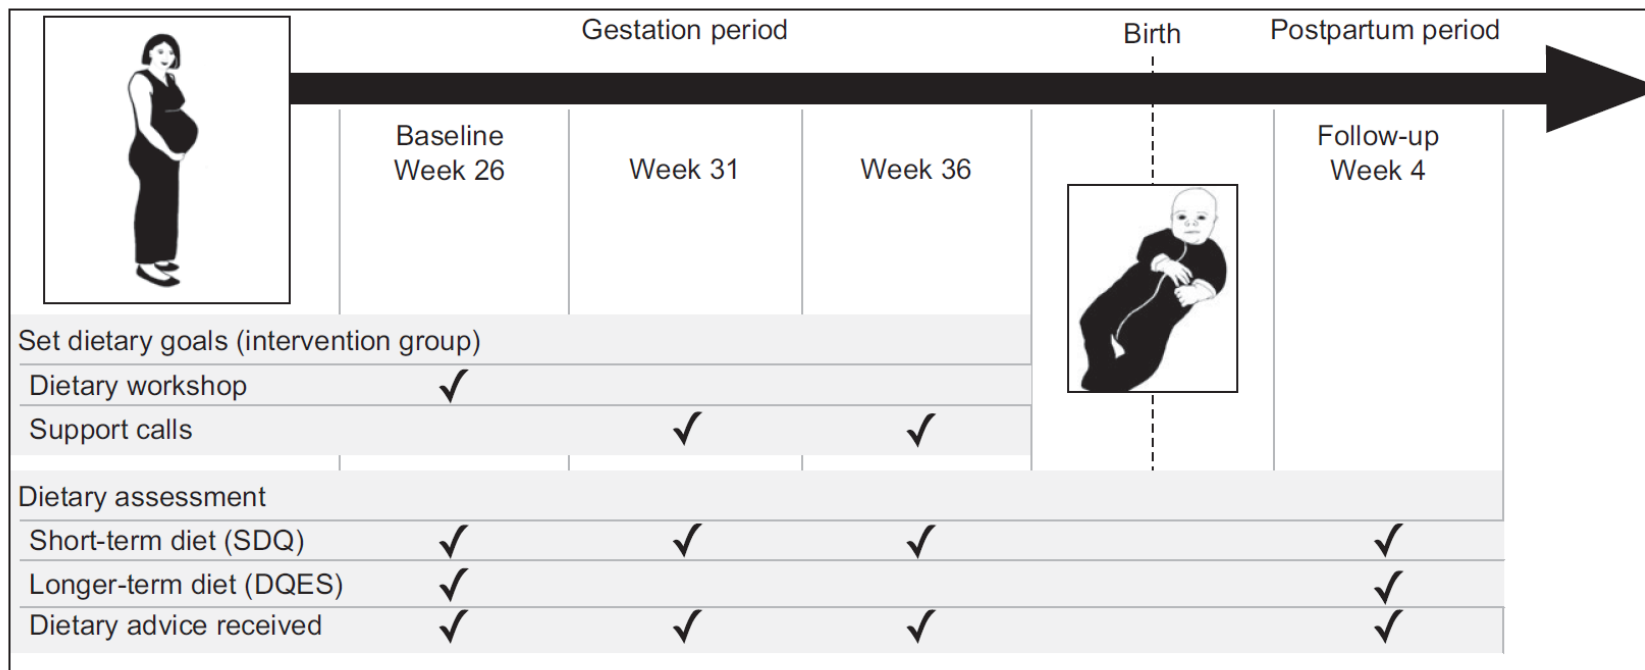 Gestation period
Birth
Postpartum period
Baseline
Week 26
Week 31
Week 36
Follow-up
Week 4
Set dietary goals (intervention group)
Dietary workshop ✓
Support calls ✓ ✓
Dietary assessment
Short-term diet (SDQ) ✓ ✓ ✓ ✓
Longer-term diet (DQES) ✓ ✓
Dietary advice received ✓ ✓ ✓ ✓